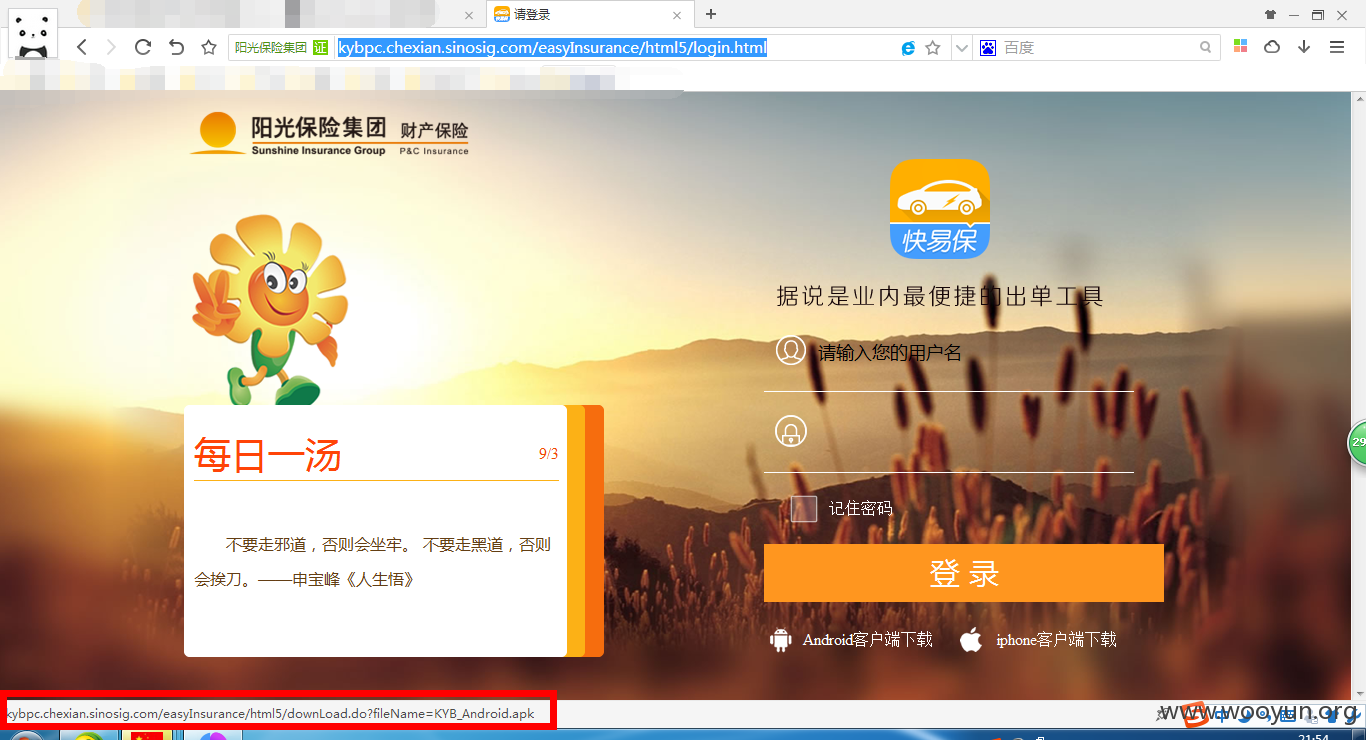 请登录
阳光保险集团 证 kybpc.chexian.sinosig.com/easyInsurance/html5/login.html 百度
阳光保险集团 财产保险
Sunshine Insurance Group P&C Insurance
快易保
据说是业内最便捷的出单工具
请输入您的用户名
每日一汤 9/3
记住密码
不要走邪道，否则会坐牢。 不要走黑道，否则
会挨刀。——申宝峰《人生悟》
登 录
Android客户端下载 iphone客户端下载
29
kybpc.chexian.sinosig.com/easyInsurance/html5/downLoad.do?fileName=KYB_Android.apk
www.wooyun.org
21:54